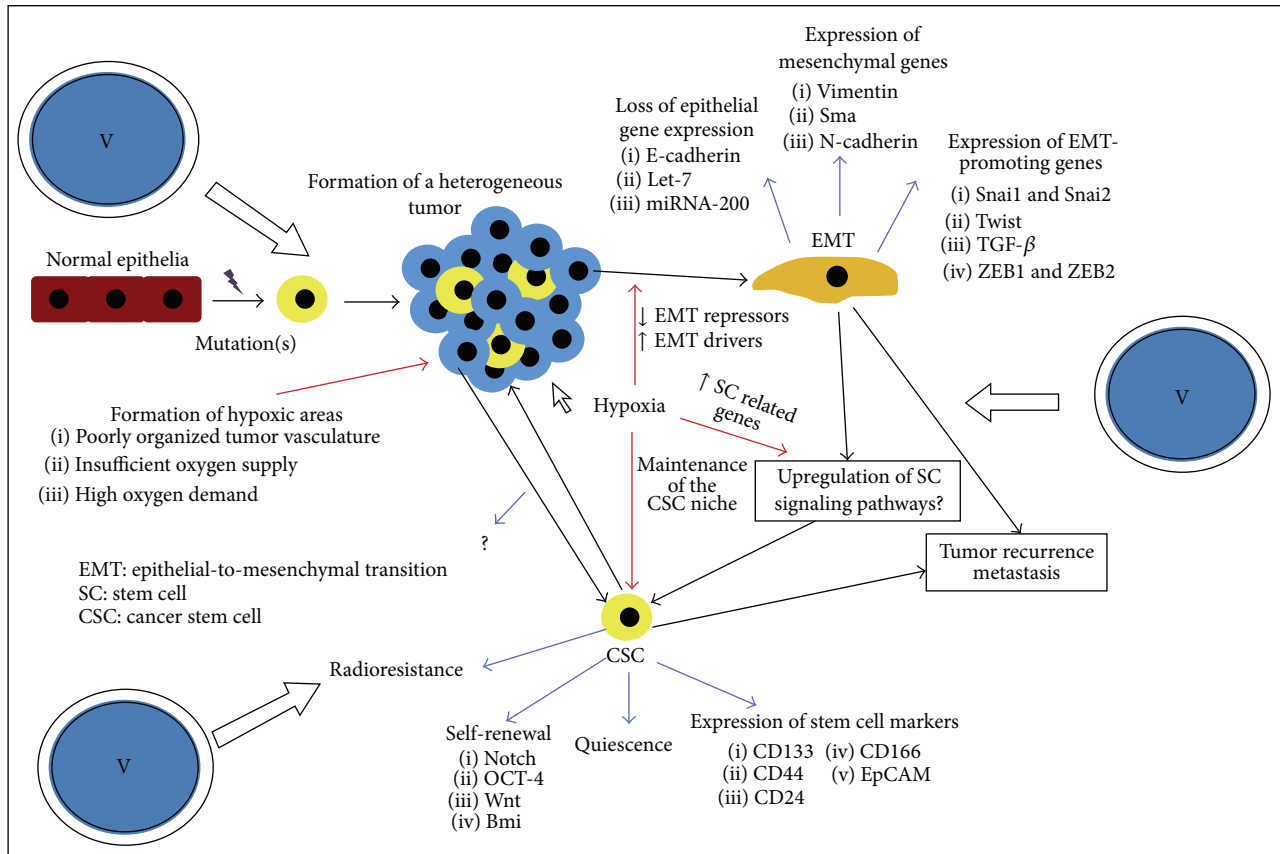 V
Expression of
mesenchymal genes
(i) Vimentin
(ii) Sma
(iii) N-cadherin
Loss of epithelial
gene expression
(i) E-cadherin
(ii) Let-7
(iii) miRNA-200
Expression of EMT-
promoting genes
(i) Snai1 and Snai2
(ii) Twist
(iii) TGF-β
(iv) ZEB1 and ZEB2
Formation of a heterogeneous
tumor
EMT
Normal epithelia
Mutation(s)
↓ EMT repressors
↑ EMT drivers
Hypoxia
↑ SC related
genes
V
Formation of hypoxic areas
(i) Poorly organized tumor vasculature
(ii) Insufficient oxygen supply
(iii) High oxygen demand
Maintenance
of the
CSC niche
Upregulation of SC
signaling pathways?
?
Tumor recurrence
metastasis
EMT: epithelial-to-mesenchymal transition
SC: stem cell
CSC: cancer stem cell
CSC
Radioresistance
V
Self-renewal
(i) Notch
(ii) OCT-4
(iii) Wnt
(iv) Bmi
Quiescence
Expression of stem cell markers
(i) CD133
(ii) CD44
(iii) CD24
(iv) CD166
(v) EpCAM